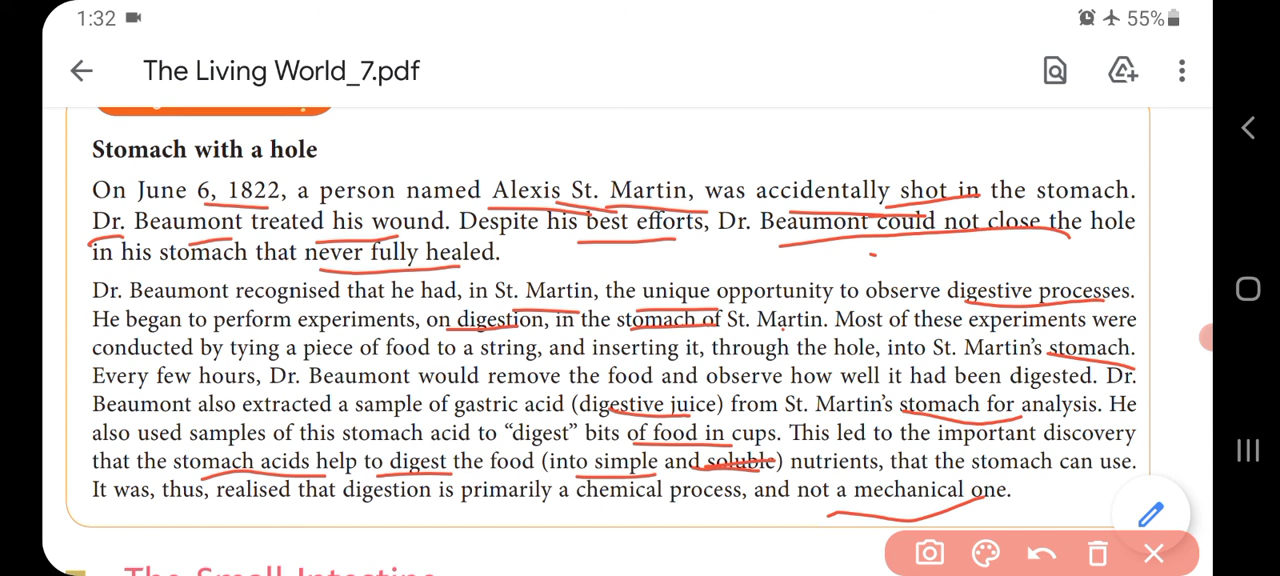 1:32
55%
The Living World_7.pdf
Stomach with a hole
On June 6, 1822, a person named Alexis St. Martin, was accidentally shot in the stomach.
Dr. Beaumont treated his wound. Despite his best efforts, Dr. Beaumont could not close the hole
in his stomach that never fully healed.
Dr. Beaumont recognised that he had, in St. Martin, the unique opportunity to observe digestive processes.
He began to perform experiments, on digestion, in the stomach of St. Martin. Most of these experiments were
conducted by tying a piece of food to a string, and inserting it, through the hole, into St. Martin's stomach.
Every few hours, Dr. Beaumont would remove the food and observe how well it had been digested. Dr.
Beaumont also extracted a sample of gastric acid (digestive juice) from St. Martin's stomach for analysis. He
also used samples of this stomach acid to “digest” bits of food in cups. This led to the important discovery
that the stomach acids help to digest the food (into simple and soluble) nutrients, that the stomach can use.
It was, thus, realised that digestion is primarily a chemical process, and not a mechanical one.
The Small Intestine